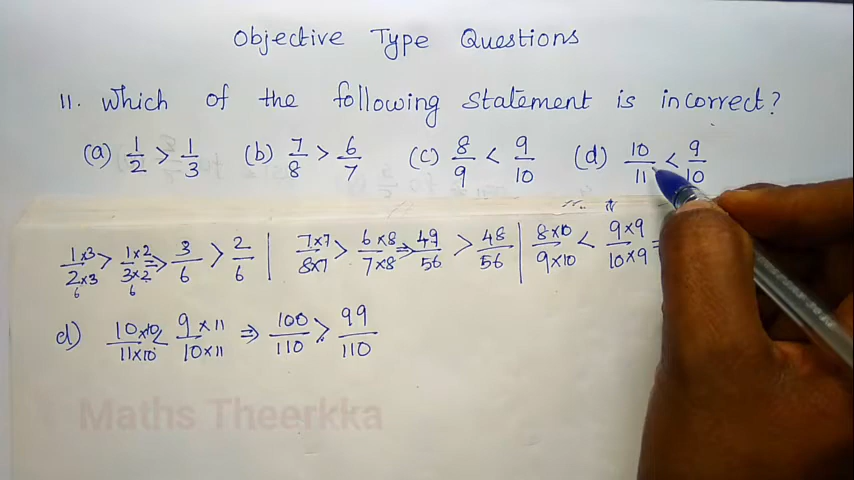 Objective Type Questions
11. Which of the following statement is incorrect?
(a) 1/2 > 1/3 (b) 7/8 > 6/7 (c) 8/9 < 9/10 (d) 10/11 < 9/10
1×3/2×3 > 1×2/3×2 ⇒ 3/6 > 2/6 | 7×7/8×7 > 6×8/7×8 ⇒ 49/56 > 48/56 | 8×10/9×10 < 9×9/10×9 =
6 6
d) 10×10/11×10 < 9×11/10×11 ⇒ 100/110 > 99/110
Maths Theerkka